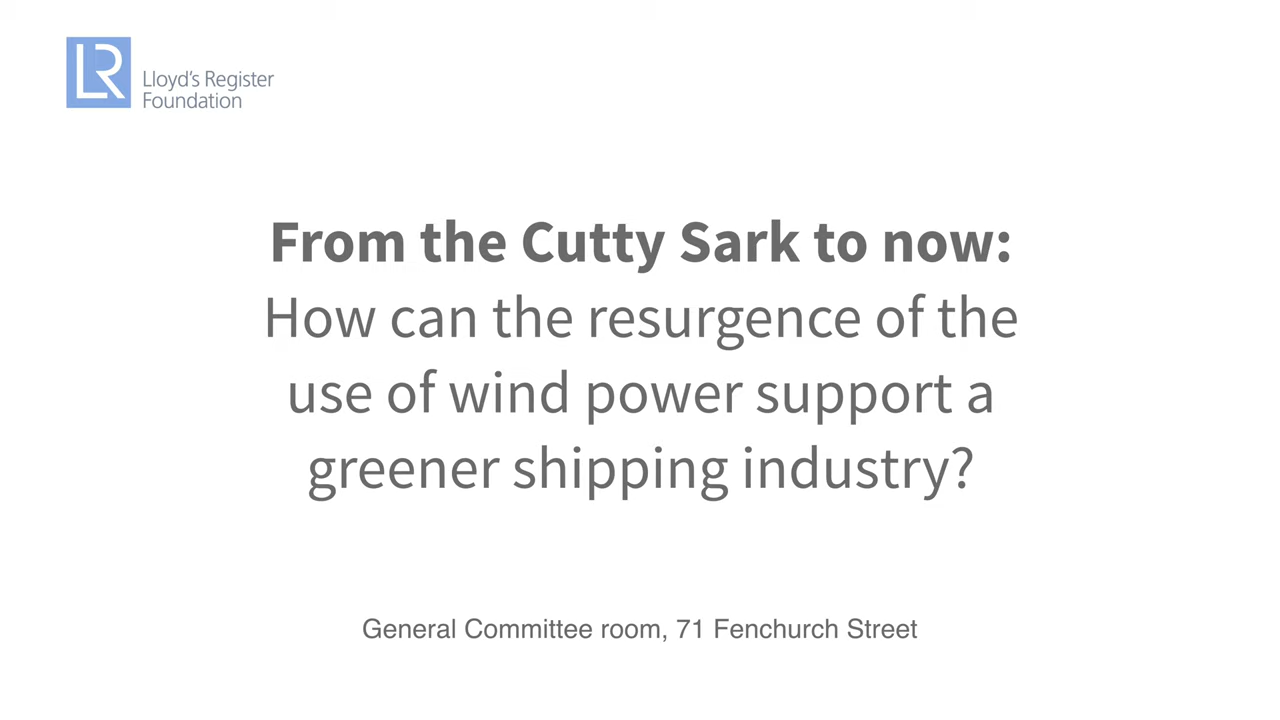 LR
Lloyd's Register
Foundation
From the Cutty Sark to now:
How can the resurgence of the
use of wind power support a
greener shipping industry?
General Committee room, 71 Fenchurch Street